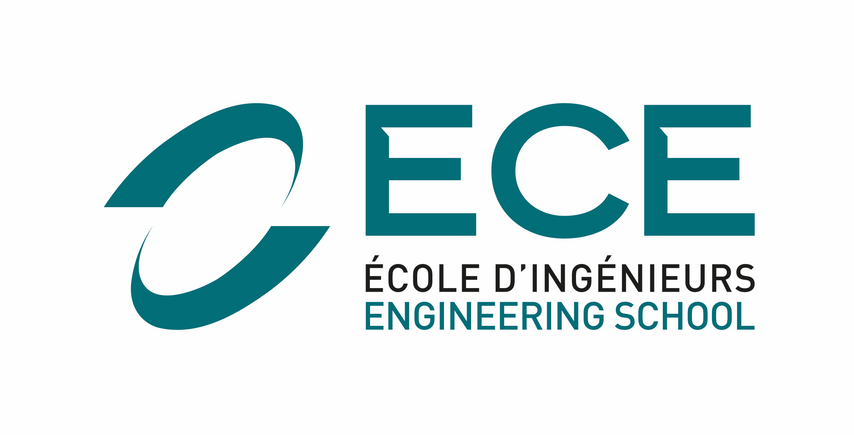 ECE
ÉCOLE D'INGÉNIEURS
ENGINEERING SCHOOL